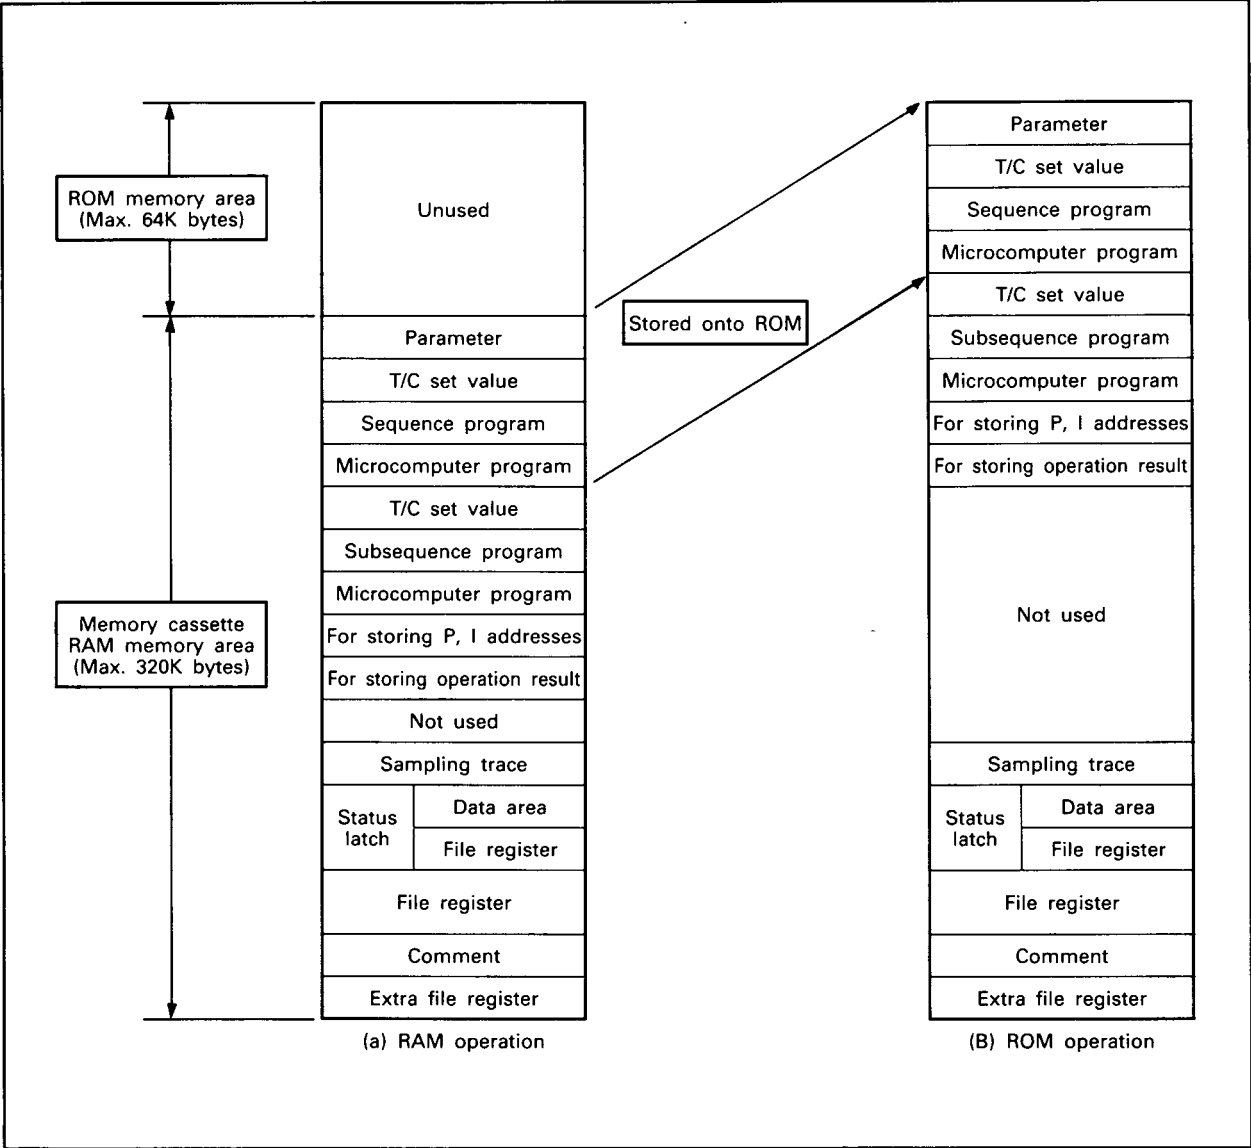 ROM memory area
(Max. 64K bytes)
Memory cassette
RAM memory area
(Max. 320K bytes)
Unused
Parameter
T/C set value
Sequence program
Microcomputer program
T/C set value
Subsequence program
Microcomputer program
For storing P, I addresses
For storing operation result
Not used
Sampling trace
Status
latch
Data area
File register
File register
Comment
Extra file register
(a) RAM operation
Stored onto ROM
Parameter
T/C set value
Sequence program
Microcomputer program
T/C set value
Subsequence program
Microcomputer program
For storing P, I addresses
For storing operation result
Not used
Sampling trace
Status
latch
Data area
File register
File register
Comment
Extra file register
(B) ROM operation